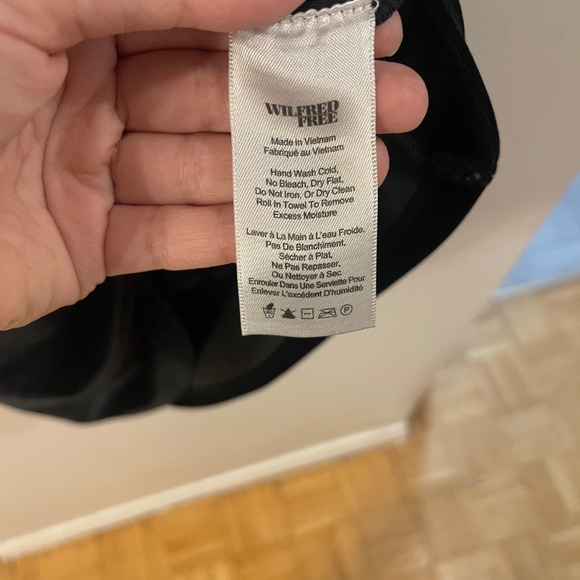 WILFRED
FREE
Made in Vietnam
Fabriqué au Vietnam
Hand Wash Cold,
No Bleach, Dry Flat,
Do Not Iron, Or Dry Clean
Roll In Towel To Remove
Excess Moisture
Laver à La Main à L'eau Froide,
Pas De Blanchiment,
Sécher à Plat,
Ne Pas Repasser,
Ou Nettoyer à Sec
Enrouler Dans Une Serviette Pour
Enlever L'excédent D'humidité
P